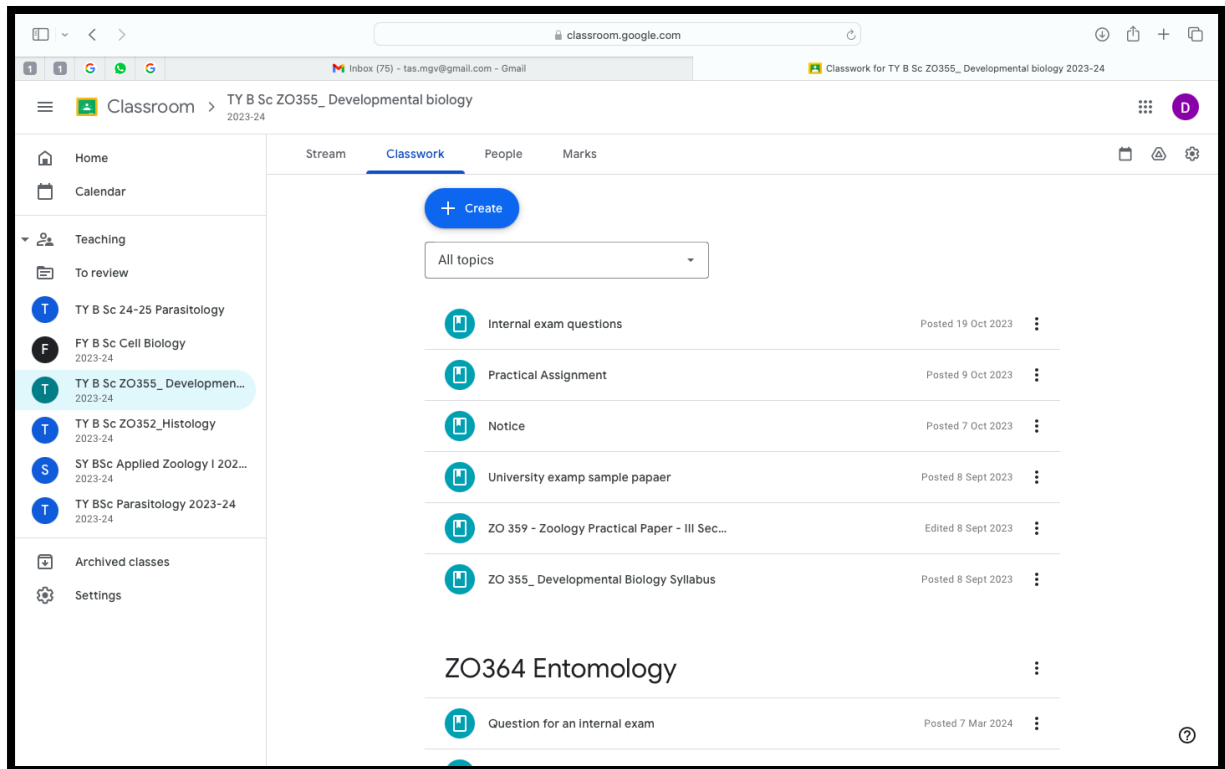 classroom.google.com
1
1
G
G
Inbox (75) – tas.mgv@gmail.com – Gmail
Classwork for TY B Sc ZO355_ Developmental biology 2023-24
Classroom > TY B Sc ZO355_ Developmental biology
2023-24
D
Home
Calendar
Teaching
To review
T TY B Sc 24-25 Parasitology
F FY B Sc Cell Biology
2023-24
T TY B Sc ZO355_ Developmen...
2023-24
T TY B Sc ZO352_Histology
2023-24
S SY BSc Applied Zoology I 202...
2023-24
T TY BSc Parasitology 2023-24
2023-24
Archived classes
Settings
Stream Classwork People Marks
+ Create
All topics
Internal exam questions Posted 19 Oct 2023
Practical Assignment Posted 9 Oct 2023
Notice Posted 7 Oct 2023
University examp sample papaer Posted 8 Sept 2023
ZO 359 - Zoology Practical Paper - III Sec... Edited 8 Sept 2023
ZO 355_ Developmental Biology Syllabus Posted 8 Sept 2023
ZO364 Entomology
Question for an internal exam Posted 7 Mar 2024